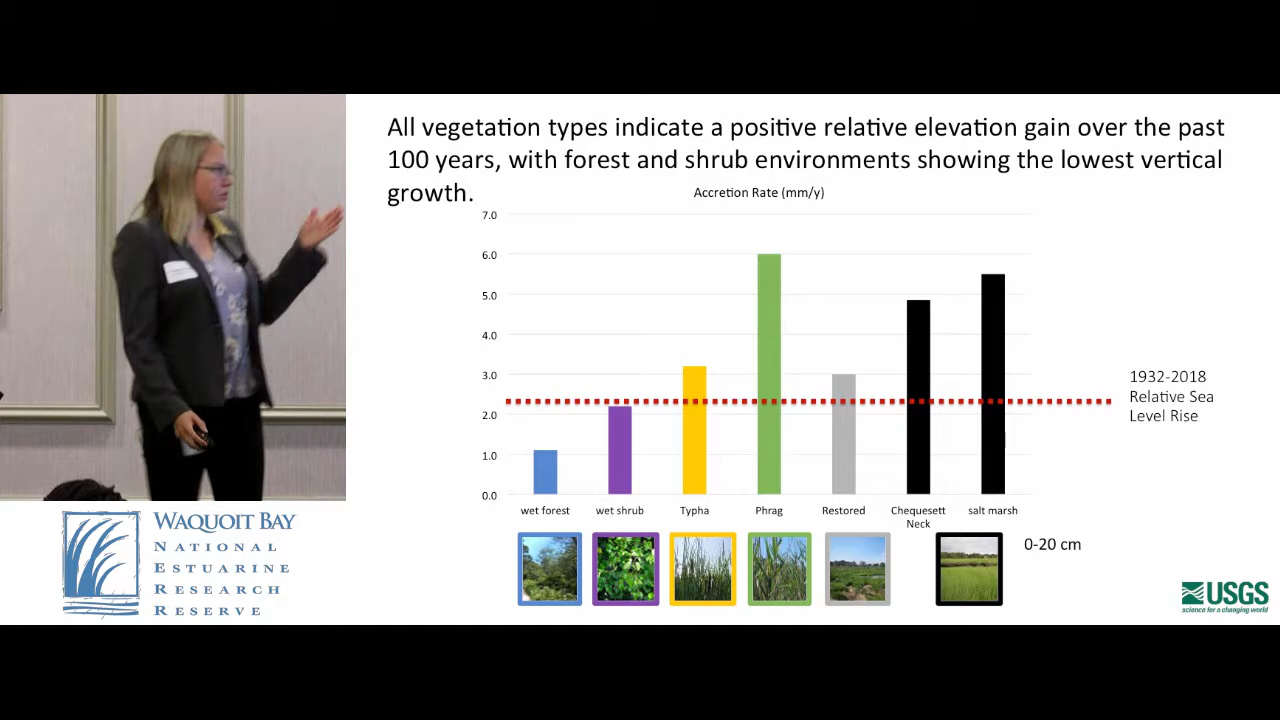 All vegetation types indicate a positive relative elevation gain over the past
100 years, with forest and shrub environments showing the lowest vertical
growth.
Accretion Rate (mm/y)
7.0
6.0
5.0
4.0
3.0
2.0
1.0
0.0
1932-2018
Relative Sea
Level Rise
wet forest wet shrub Typha Phrag Restored Chequesett Neck salt marsh
0-20 cm
WAQUOIT BAY
NATIONAL
ESTUARINE
RESEARCH
RESERVE
USGS
science for a changing world